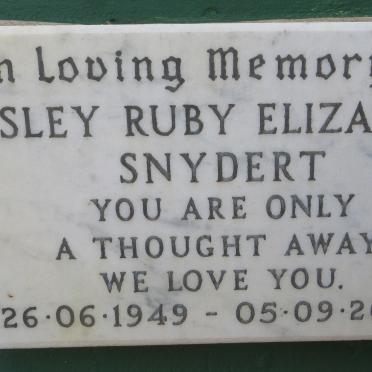 n Loving Memory
SLEY RUBY ELIZA
SNYDERT
YOU ARE ONLY
A THOUGHT AWAY
WE LOVE YOU.
26·06·1949 - 05·09·20